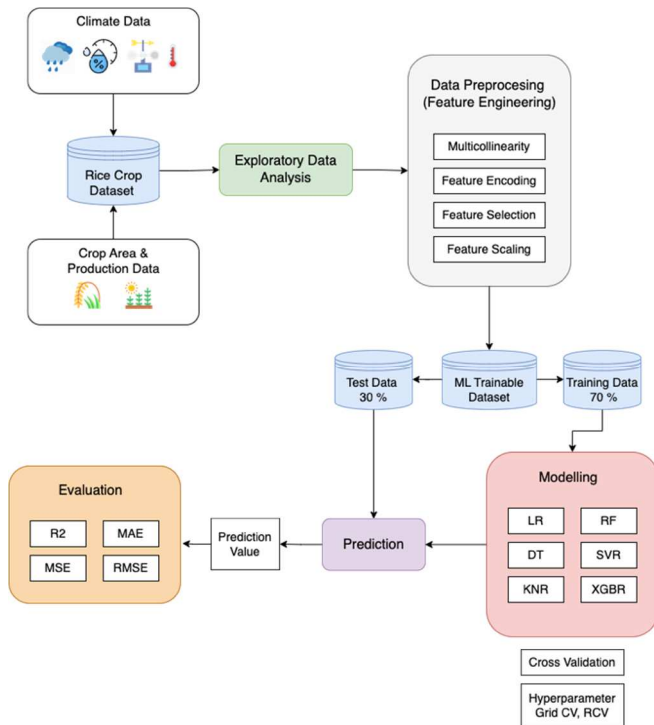 Climate Data
%
Rice Crop
Dataset
Crop Area &
Production Data
Exploratory Data
Analysis
Data Preprocesing
(Feature Engineering)
Multicollinearity
Feature Encoding
Feature Selection
Feature Scaling
Test Data
30 %
ML Trainable
Dataset
Training Data
70 %
Modelling
LR
RF
DT
SVR
KNR
XGBR
Cross Validation
Hyperparameter
Grid CV, RCV
Prediction
Prediction
Value
Evaluation
R2
MAE
MSE
RMSE